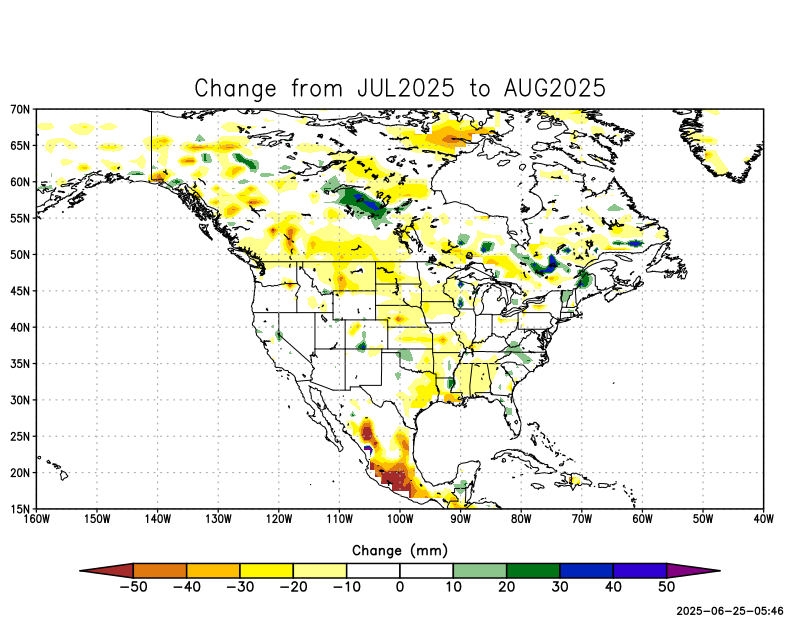 Change from JUL2025 to AUG2025
70N
65N
60N
55N
50N
45N
40N
35N
30N
25N
20N
15N
160W 150W 140W 130W 120W 110W 100W 90W 80W 70W 60W 50W 40W
Change (mm)
−50 −40 −30 −20 −10 0 10 20 30 40 50
2025-06-25-05:46